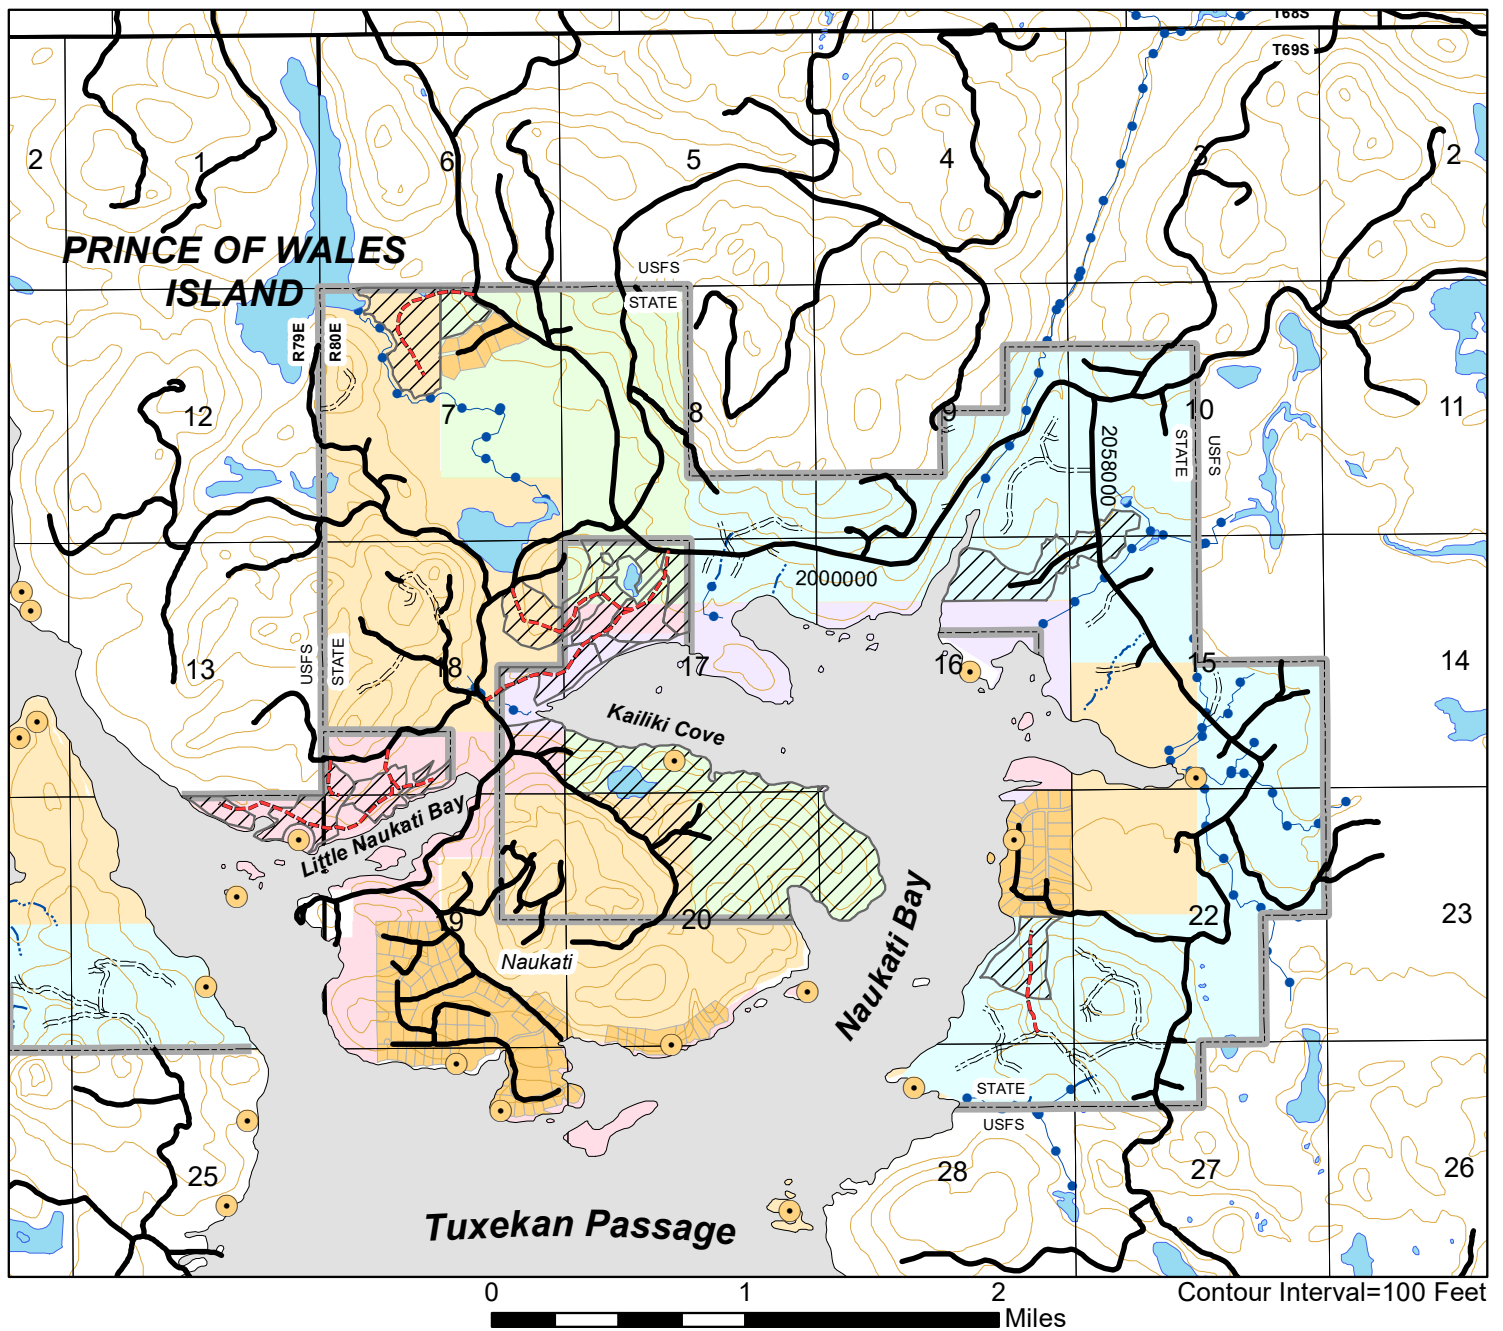 T68S
T69S
2
1
6
5
4
3
2
PRINCE OF WALES
ISLAND
USFS
STATE
R79E
R80E
12
7
8
9
10
11
STATE
USFS
2058000
2000000
USFS
STATE
13
18
17
16
15
14
Kailiki Cove
Little Naukati Bay
19
20
22
23
Naukati
Naukati Bay
STATE
USFS
25
28
27
26
Tuxekan Passage
0
1
2
Miles
Contour Interval=100 Feet